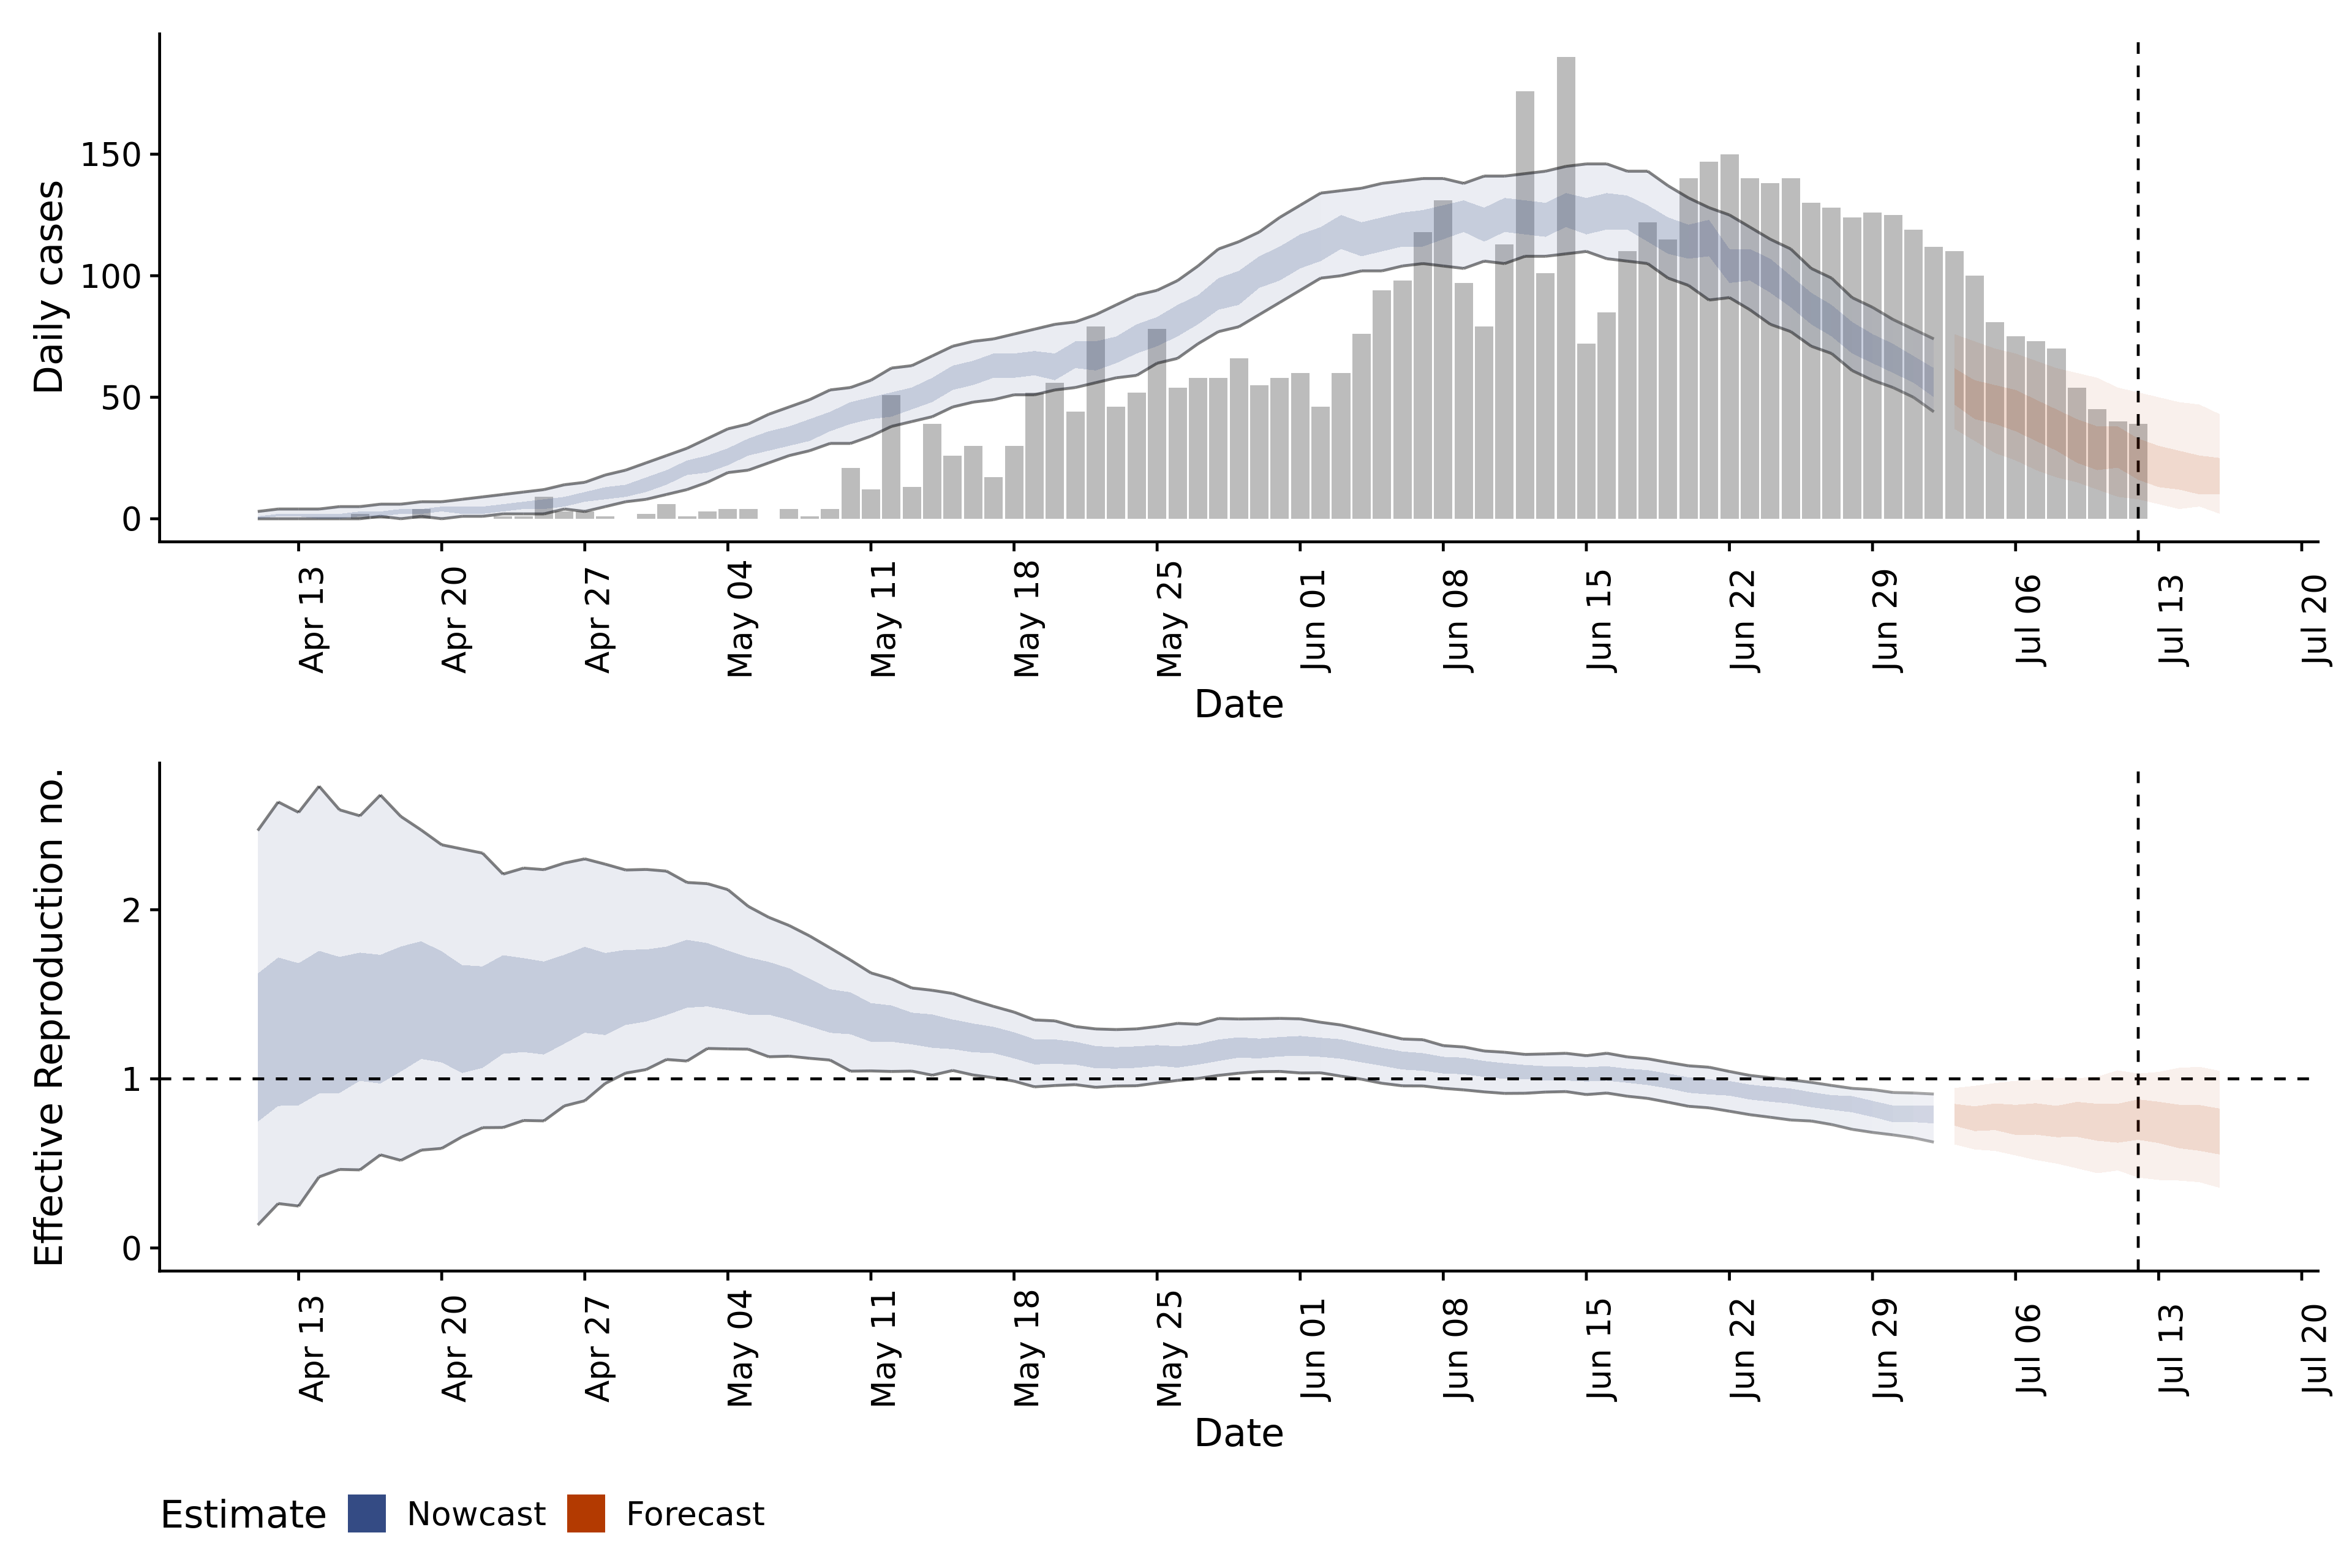 Daily cases
150
100
50
0
Apr 13
Apr 20
Apr 27
May 04
May 11
May 18
May 25
Jun 01
Jun 08
Jun 15
Jun 22
Jun 29
Jul 06
Jul 13
Jul 20
Date
Effective Reproduction no.
2
1
0
Apr 13
Apr 20
Apr 27
May 04
May 11
May 18
May 25
Jun 01
Jun 08
Jun 15
Jun 22
Jun 29
Jul 06
Jul 13
Jul 20
Date
Estimate Nowcast Forecast